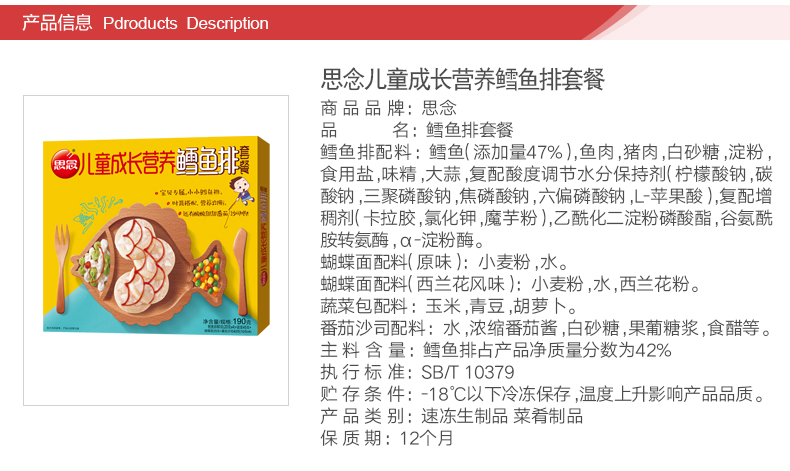 产品信息 Pdroducts Description
思念儿童成长营养鳕鱼排套餐
商品品牌：思念
品 名：鳕鱼排套餐
鳕鱼排配料：鳕鱼(添加量47%),鱼肉,猪肉,白砂糖,淀粉,
食用盐,味精,大蒜,复配酸度调节水分保持剂(柠檬酸钠,碳
酸钠,三聚磷酸钠,焦磷酸钠,六偏磷酸钠,L-苹果酸),复配增
稠剂(卡拉胶,氯化钾,魔芋粉),乙酰化二淀粉磷酸酯,谷氨酰
胺转氨酶,α-淀粉酶。
蝴蝶面配料(原味)：小麦粉,水。
蝴蝶面配料(西兰花风味)：小麦粉,水,西兰花粉。
蔬菜包配料：玉米,青豆,胡萝卜。
番茄沙司配料：水,浓缩番茄酱,白砂糖,果葡糖浆,食醋等。
主料含量：鳕鱼排占产品净质量分数为42%
执行标准：SB/T 10379
贮存条件：-18℃以下冷冻保存,温度上升影响产品品质。
产品类别：速冻生制品 菜肴制品
保质期：12个月
思念
儿童成长营养鳕鱼排套餐
儿童成长营养鳕鱼排套餐
净含量/规格:190克